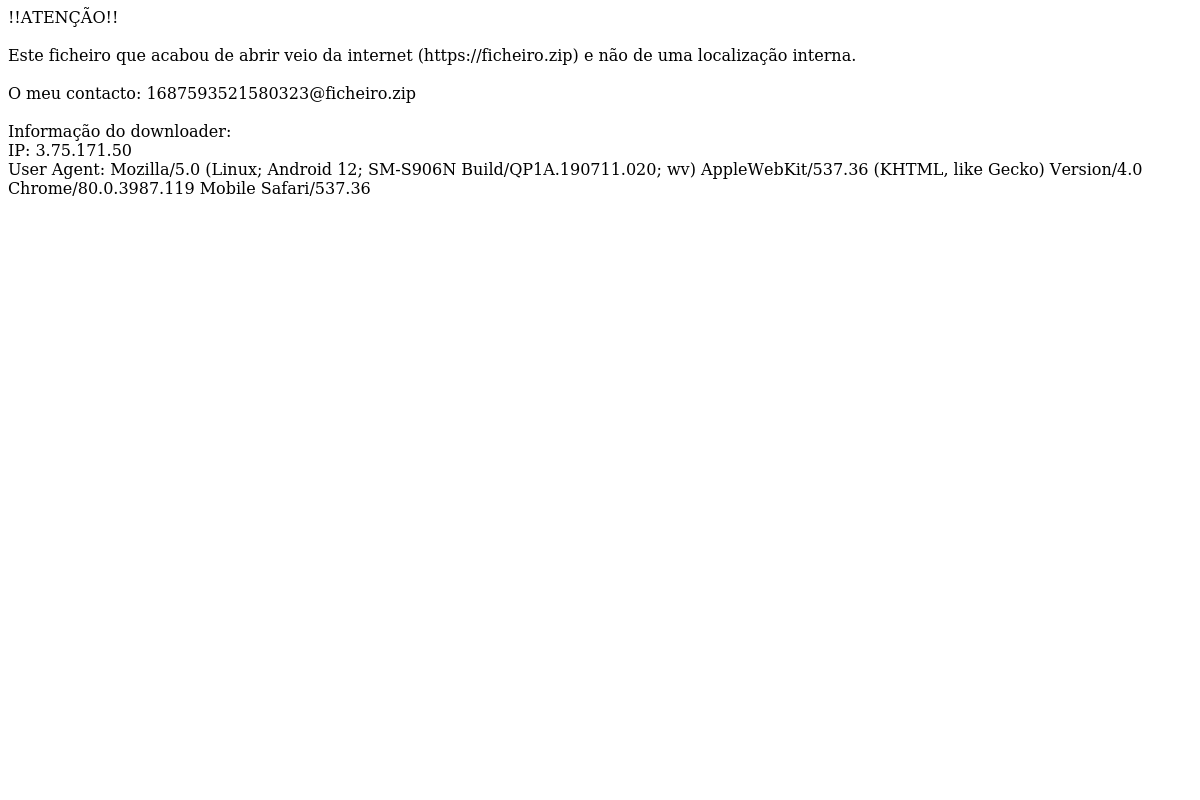 !!ATENÇÃO!!
Este ficheiro que acabou de abrir veio da internet (https://ficheiro.zip) e não de uma localização interna.
O meu contacto: 1687593521580323@ficheiro.zip
Informação do downloader:
IP: 3.75.171.50
User Agent: Mozilla/5.0 (Linux; Android 12; SM-S906N Build/QP1A.190711.020; wv) AppleWebKit/537.36 (KHTML, like Gecko) Version/4.0
Chrome/80.0.3987.119 Mobile Safari/537.36